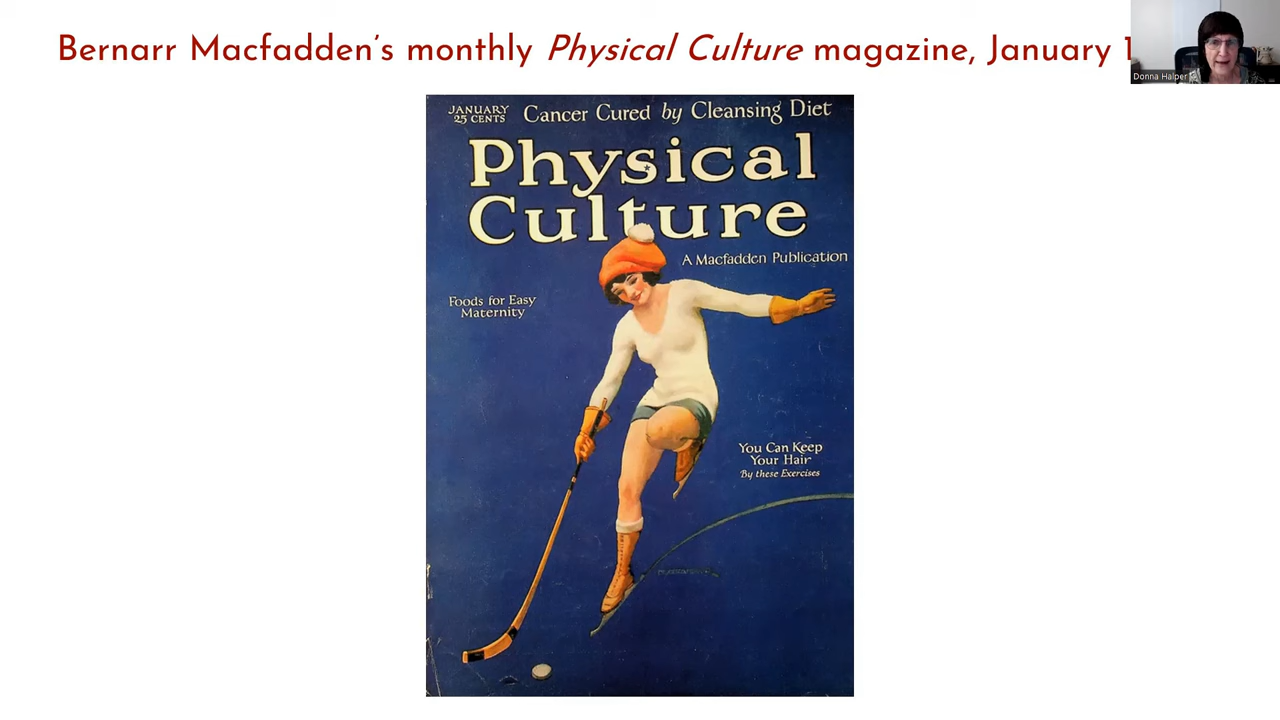 Bernarr Macfadden's monthly Physical Culture magazine, January 1
Donna Halper
JANUARY
25 CENTS
Cancer Cured by Cleansing Diet
Physical
Culture
A Macfadden Publication
Foods for Easy
Maternity
You Can Keep
Your Hair
By these Exercises